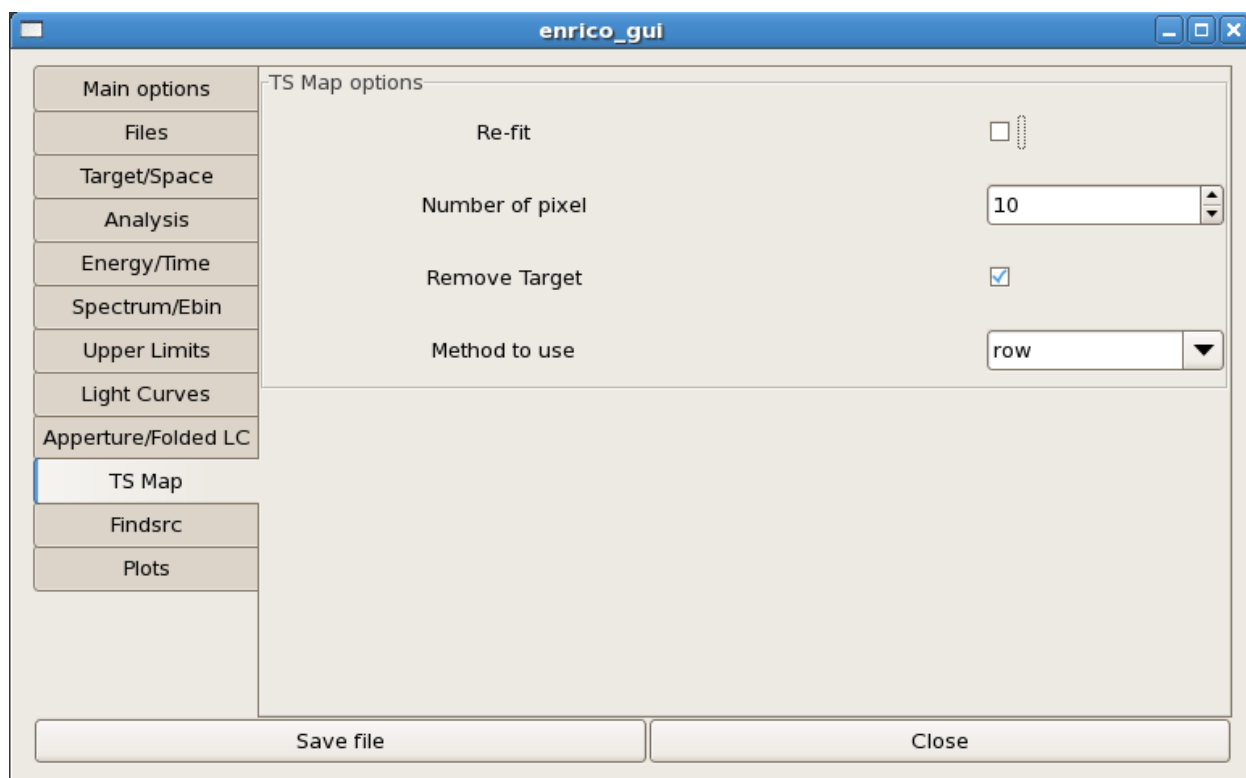 enrico_gui
Main options
Files
Target/Space
Analysis
Energy/Time
Spectrum/Ebin
Upper Limits
Light Curves
Apperture/Folded LC
TS Map
Findsrc
Plots
TS Map options
Re-fit
Number of pixel 10
Remove Target
Method to use row
Save file Close